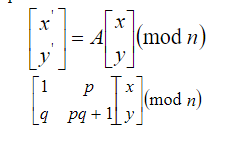 [x' y'] = A[x y](mod n)
[1 p q pq + 1][x y](mod n)